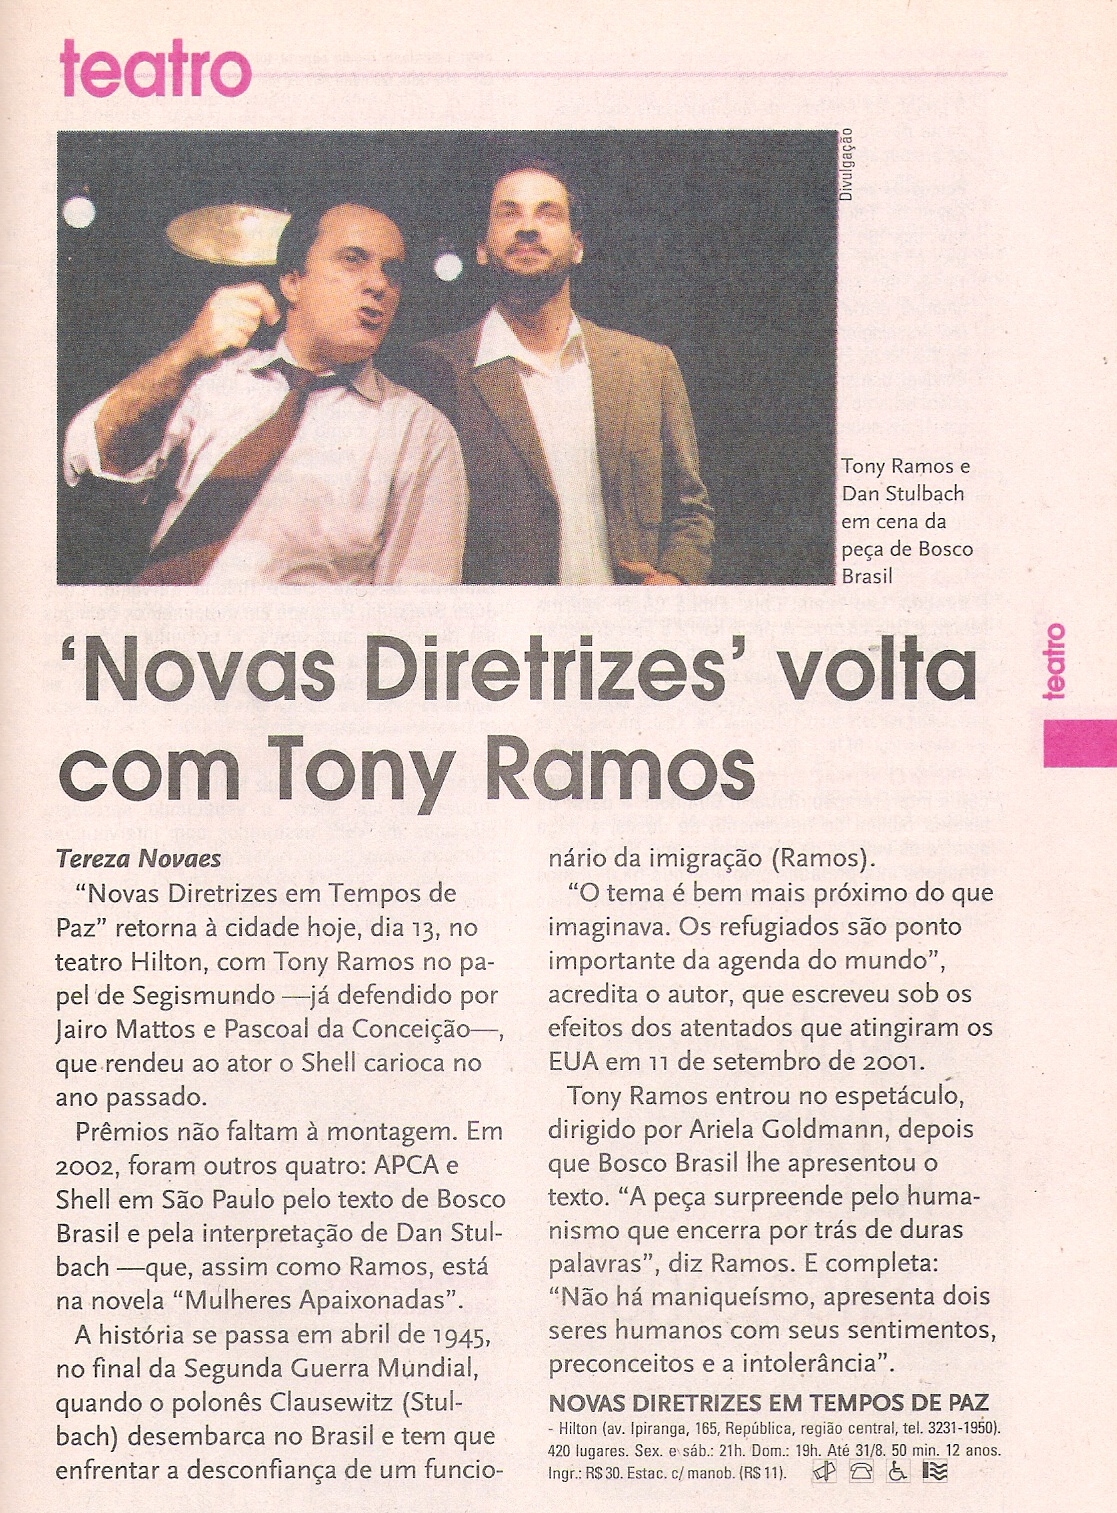 teatro
Divulgação
Tony Ramos e
Dan Stulbach
em cena da
peça de Bosco
Brasil
‘Novas Diretrizes’ volta
com Tony Ramos
teatro
Tereza Novaes
“Novas Diretrizes em Tempos de
Paz” retorna à cidade hoje, dia 13, no
teatro Hilton, com Tony Ramos no pa-
pel de Segismundo —já defendido por
Jairo Mattos e Pascoal da Conceição—,
que rendeu ao ator o Shell carioca no
ano passado.
Prêmios não faltam à montagem. Em
2002, foram outros quatro: APCA e
Shell em São Paulo pelo texto de Bosco
Brasil e pela interpretação de Dan Stul-
bach —que, assim como Ramos, está
na novela “Mulheres Apaixonadas”.
A história se passa em abril de 1945,
no final da Segunda Guerra Mundial,
quando o polonês Clausewitz (Stul-
bach) desembarca no Brasil e tem que
enfrentar a desconfiança de um funcio-
nário da imigração (Ramos).
“O tema é bem mais próximo do que
imaginava. Os refugiados são ponto
importante da agenda do mundo”,
acredita o autor, que escreveu sob os
efeitos dos atentados que atingiram os
EUA em 11 de setembro de 2001.
Tony Ramos entrou no espetáculo,
dirigido por Ariela Goldmann, depois
que Bosco Brasil lhe apresentou o
texto. “A peça surpreende pelo huma-
nismo que encerra por trás de duras
palavras”, diz Ramos. E completa:
“Não há maniqueísmo, apresenta dois
seres humanos com seus sentimentos,
preconceitos e a intolerância”.
NOVAS DIRETRIZES EM TEMPOS DE PAZ
- Hilton (av. Ipiranga, 165, República, região central, tel. 3231-1950).
420 lugares. Sex. e sáb.: 21h. Dom.: 19h. Até 31/8. 50 min. 12 anos.
Ingr.: R$ 30. Estac. c/ manob. (R$ 11).